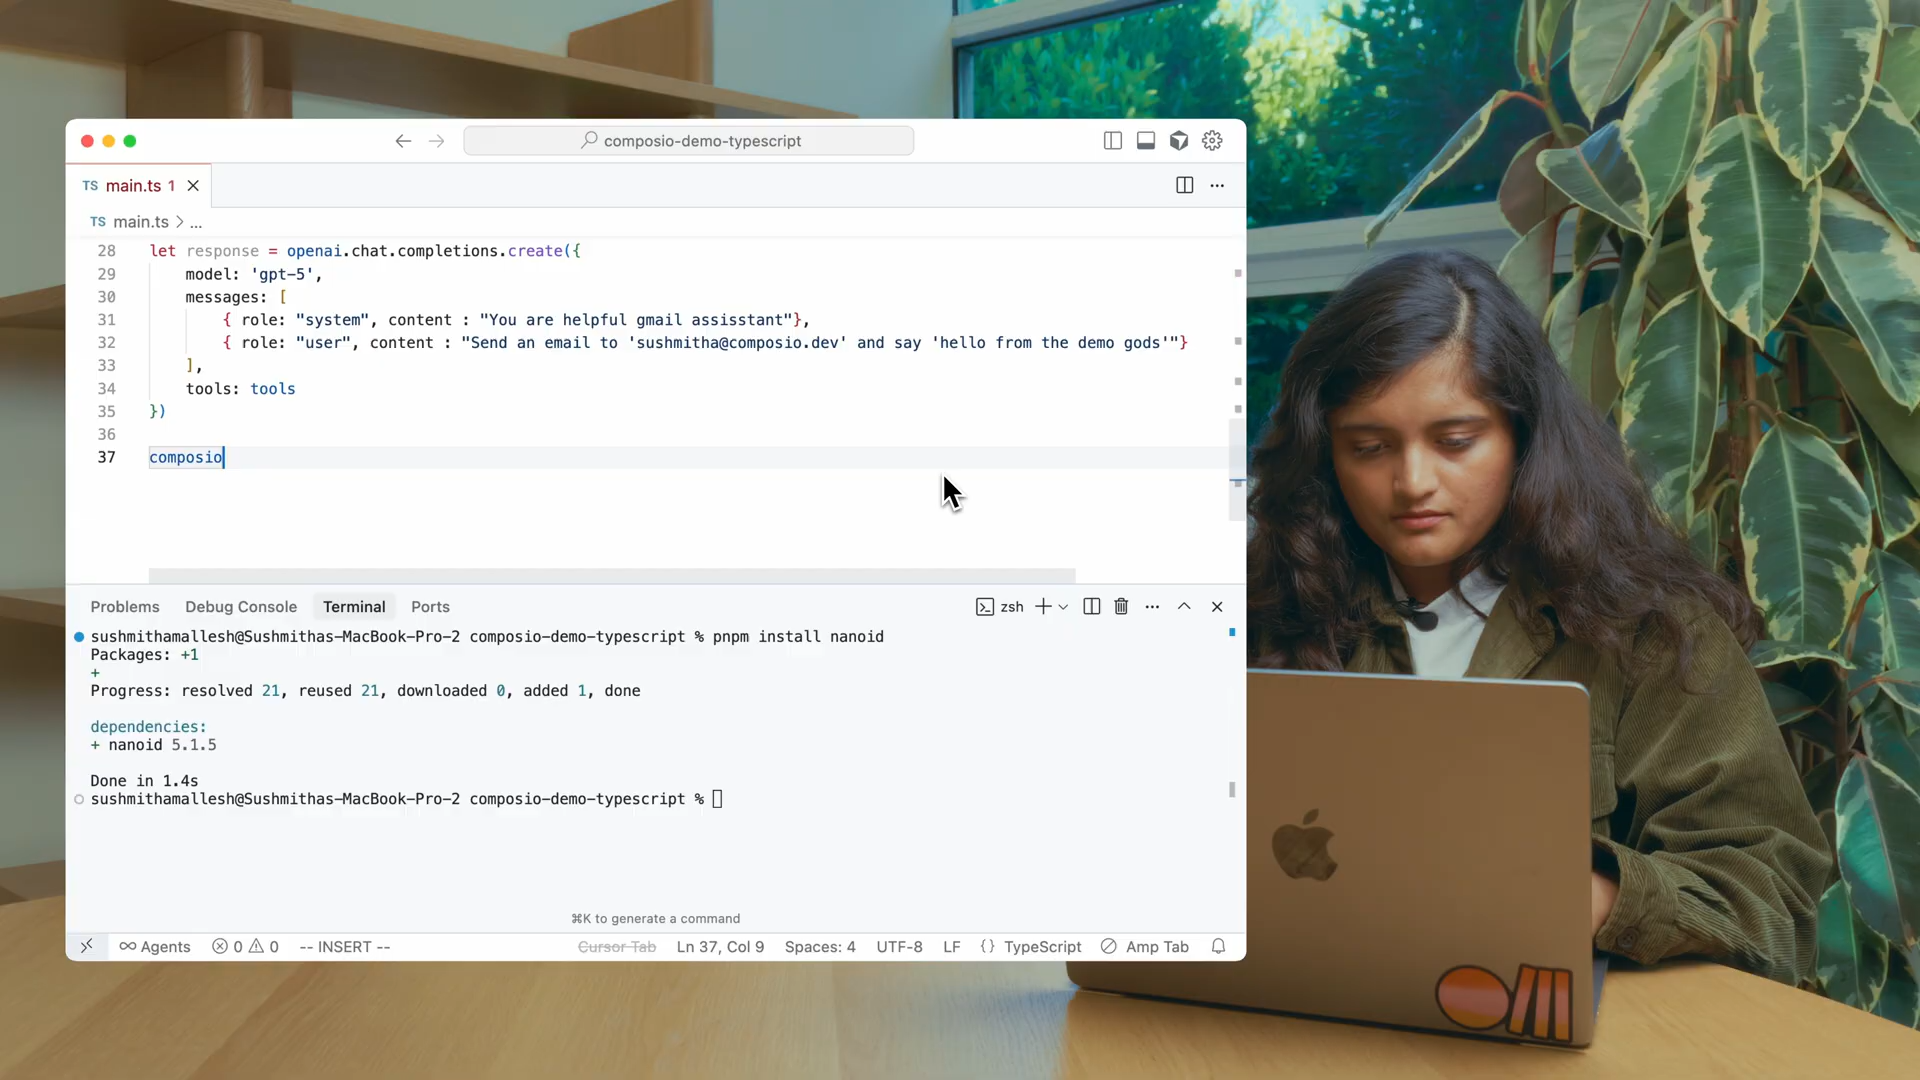 composio-demo-typescript
TS main.ts 1
TS main.ts > ...
28 let response = openai.chat.completions.create({
29 model: 'gpt-5',
30 messages: [
31 { role: "system", content : "You are helpful gmail assisstant"},
32 { role: "user", content : "Send an email to 'sushmitha@composio.dev' and say 'hello from the demo gods'"}
33 ],
34 tools: tools
35 })
36
37 composio
Problems Debug Console Terminal Ports zsh
sushmithamallesh@Sushmithas-MacBook-Pro-2 composio-demo-typescript % pnpm install nanoid
Packages: +1
+
Progress: resolved 21, reused 21, downloaded 0, added 1, done
dependencies:
+ nanoid 5.1.5
Done in 1.4s
sushmithamallesh@Sushmithas-MacBook-Pro-2 composio-demo-typescript %
⌘K to generate a command
Agents 0 0 -- INSERT -- Cursor Tab Ln 37, Col 9 Spaces: 4 UTF-8 LF {} TypeScript Amp Tab